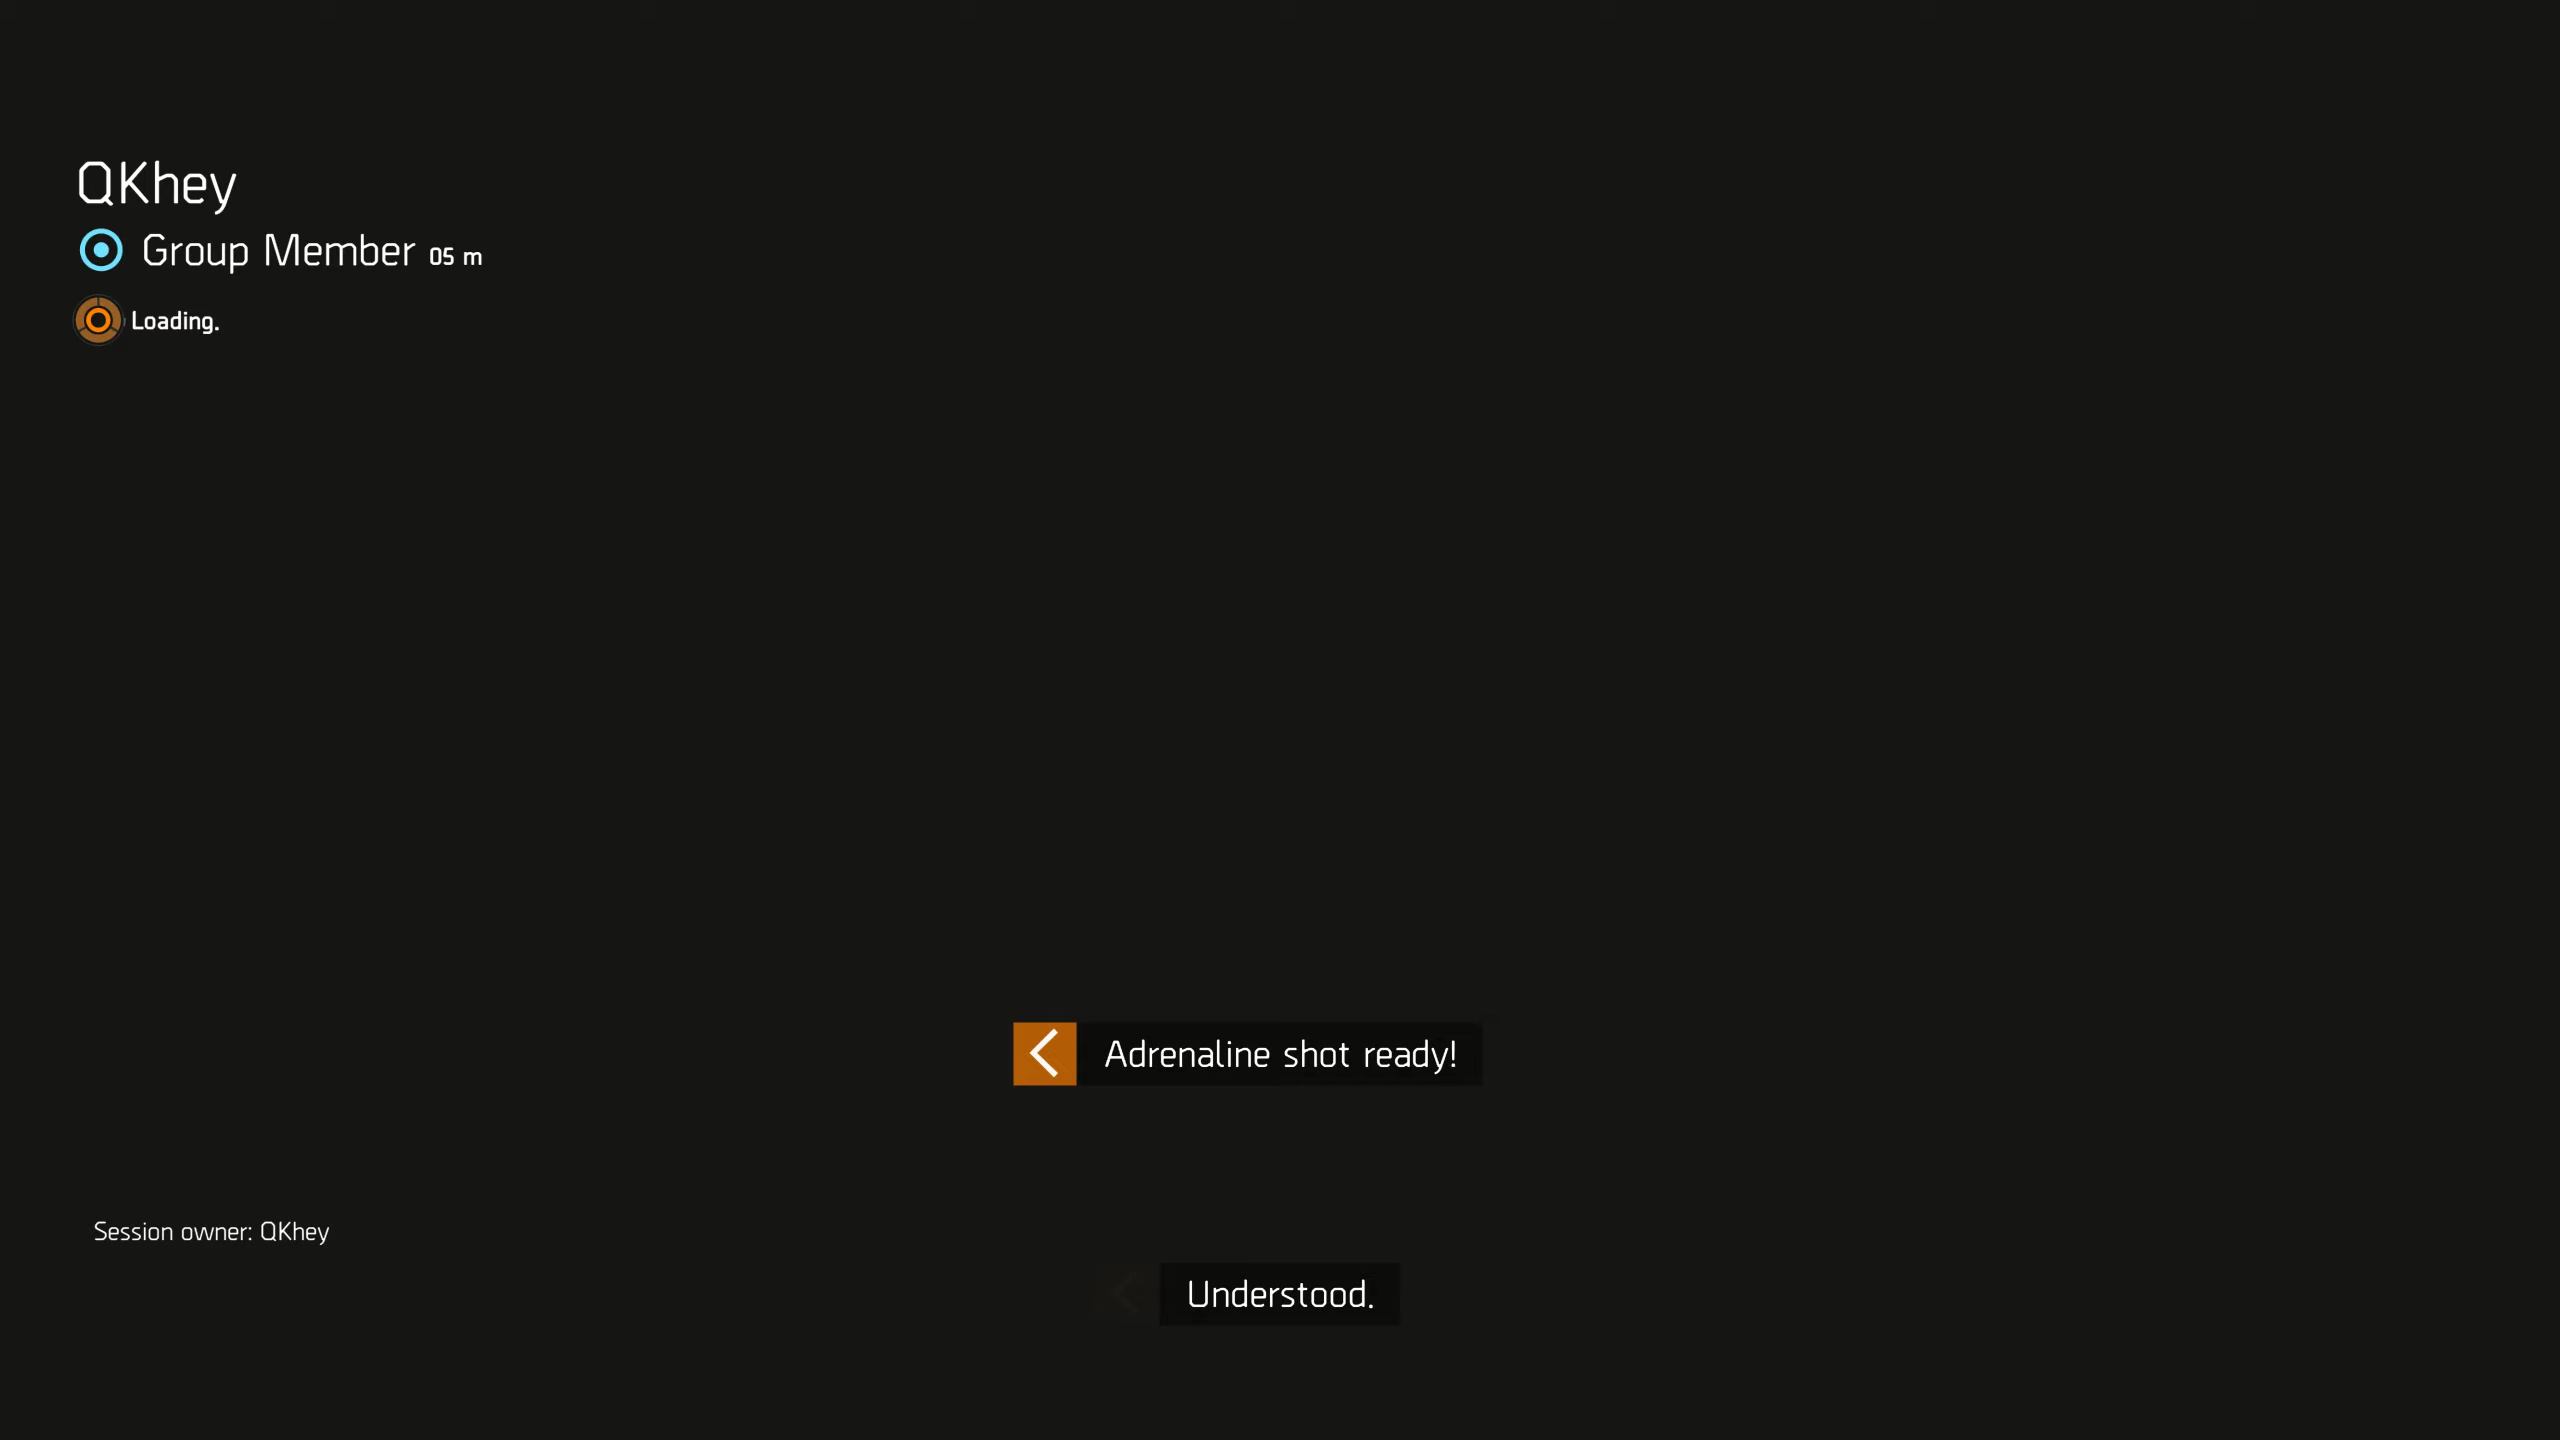 QKhey
Group Member 05 m
Loading.
Adrenaline shot ready!
Session owner: QKhey
Understood.